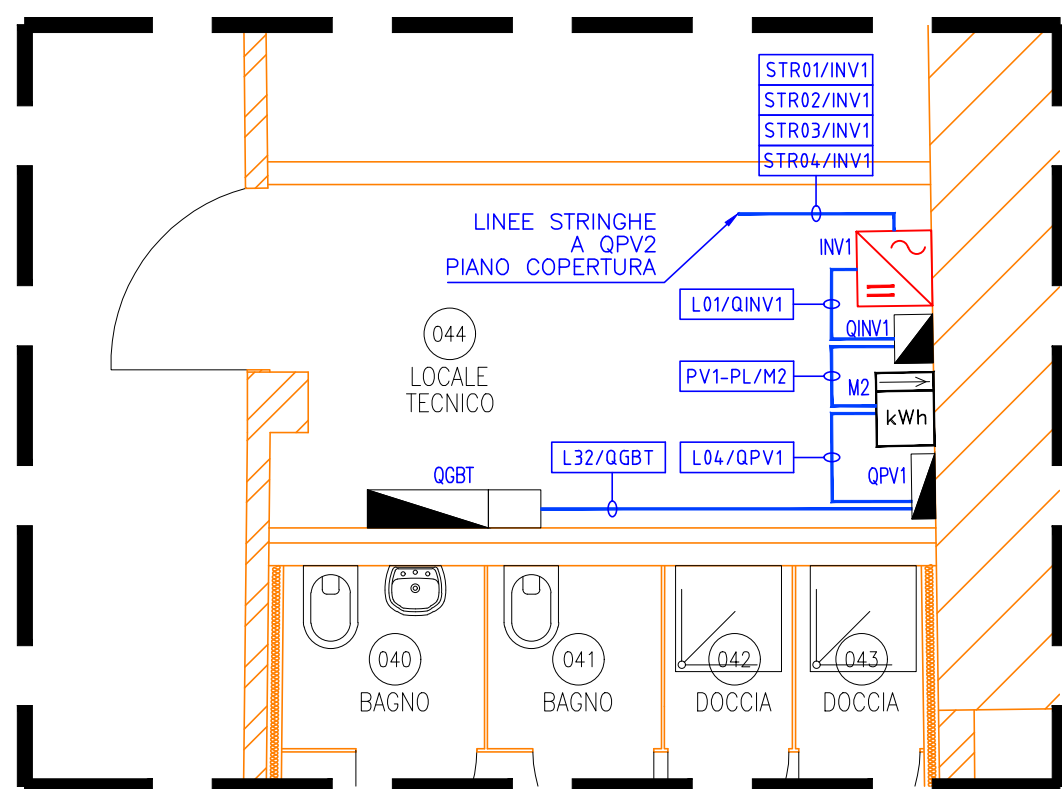 STR01/INV1
STR02/INV1
STR03/INV1
STR04/INV1
LINEE STRINGHE
A QPV2
PIANO COPERTURA
INV1
L01/QINV1
QINV1
044
LOCALE
TECNICO
PV1-PL/M2
M2
kWh
L32/QGBT
L04/QPV1
QGBT
QPV1
040
BAGNO
041
BAGNO
042
DOCCIA
043
DOCCIA